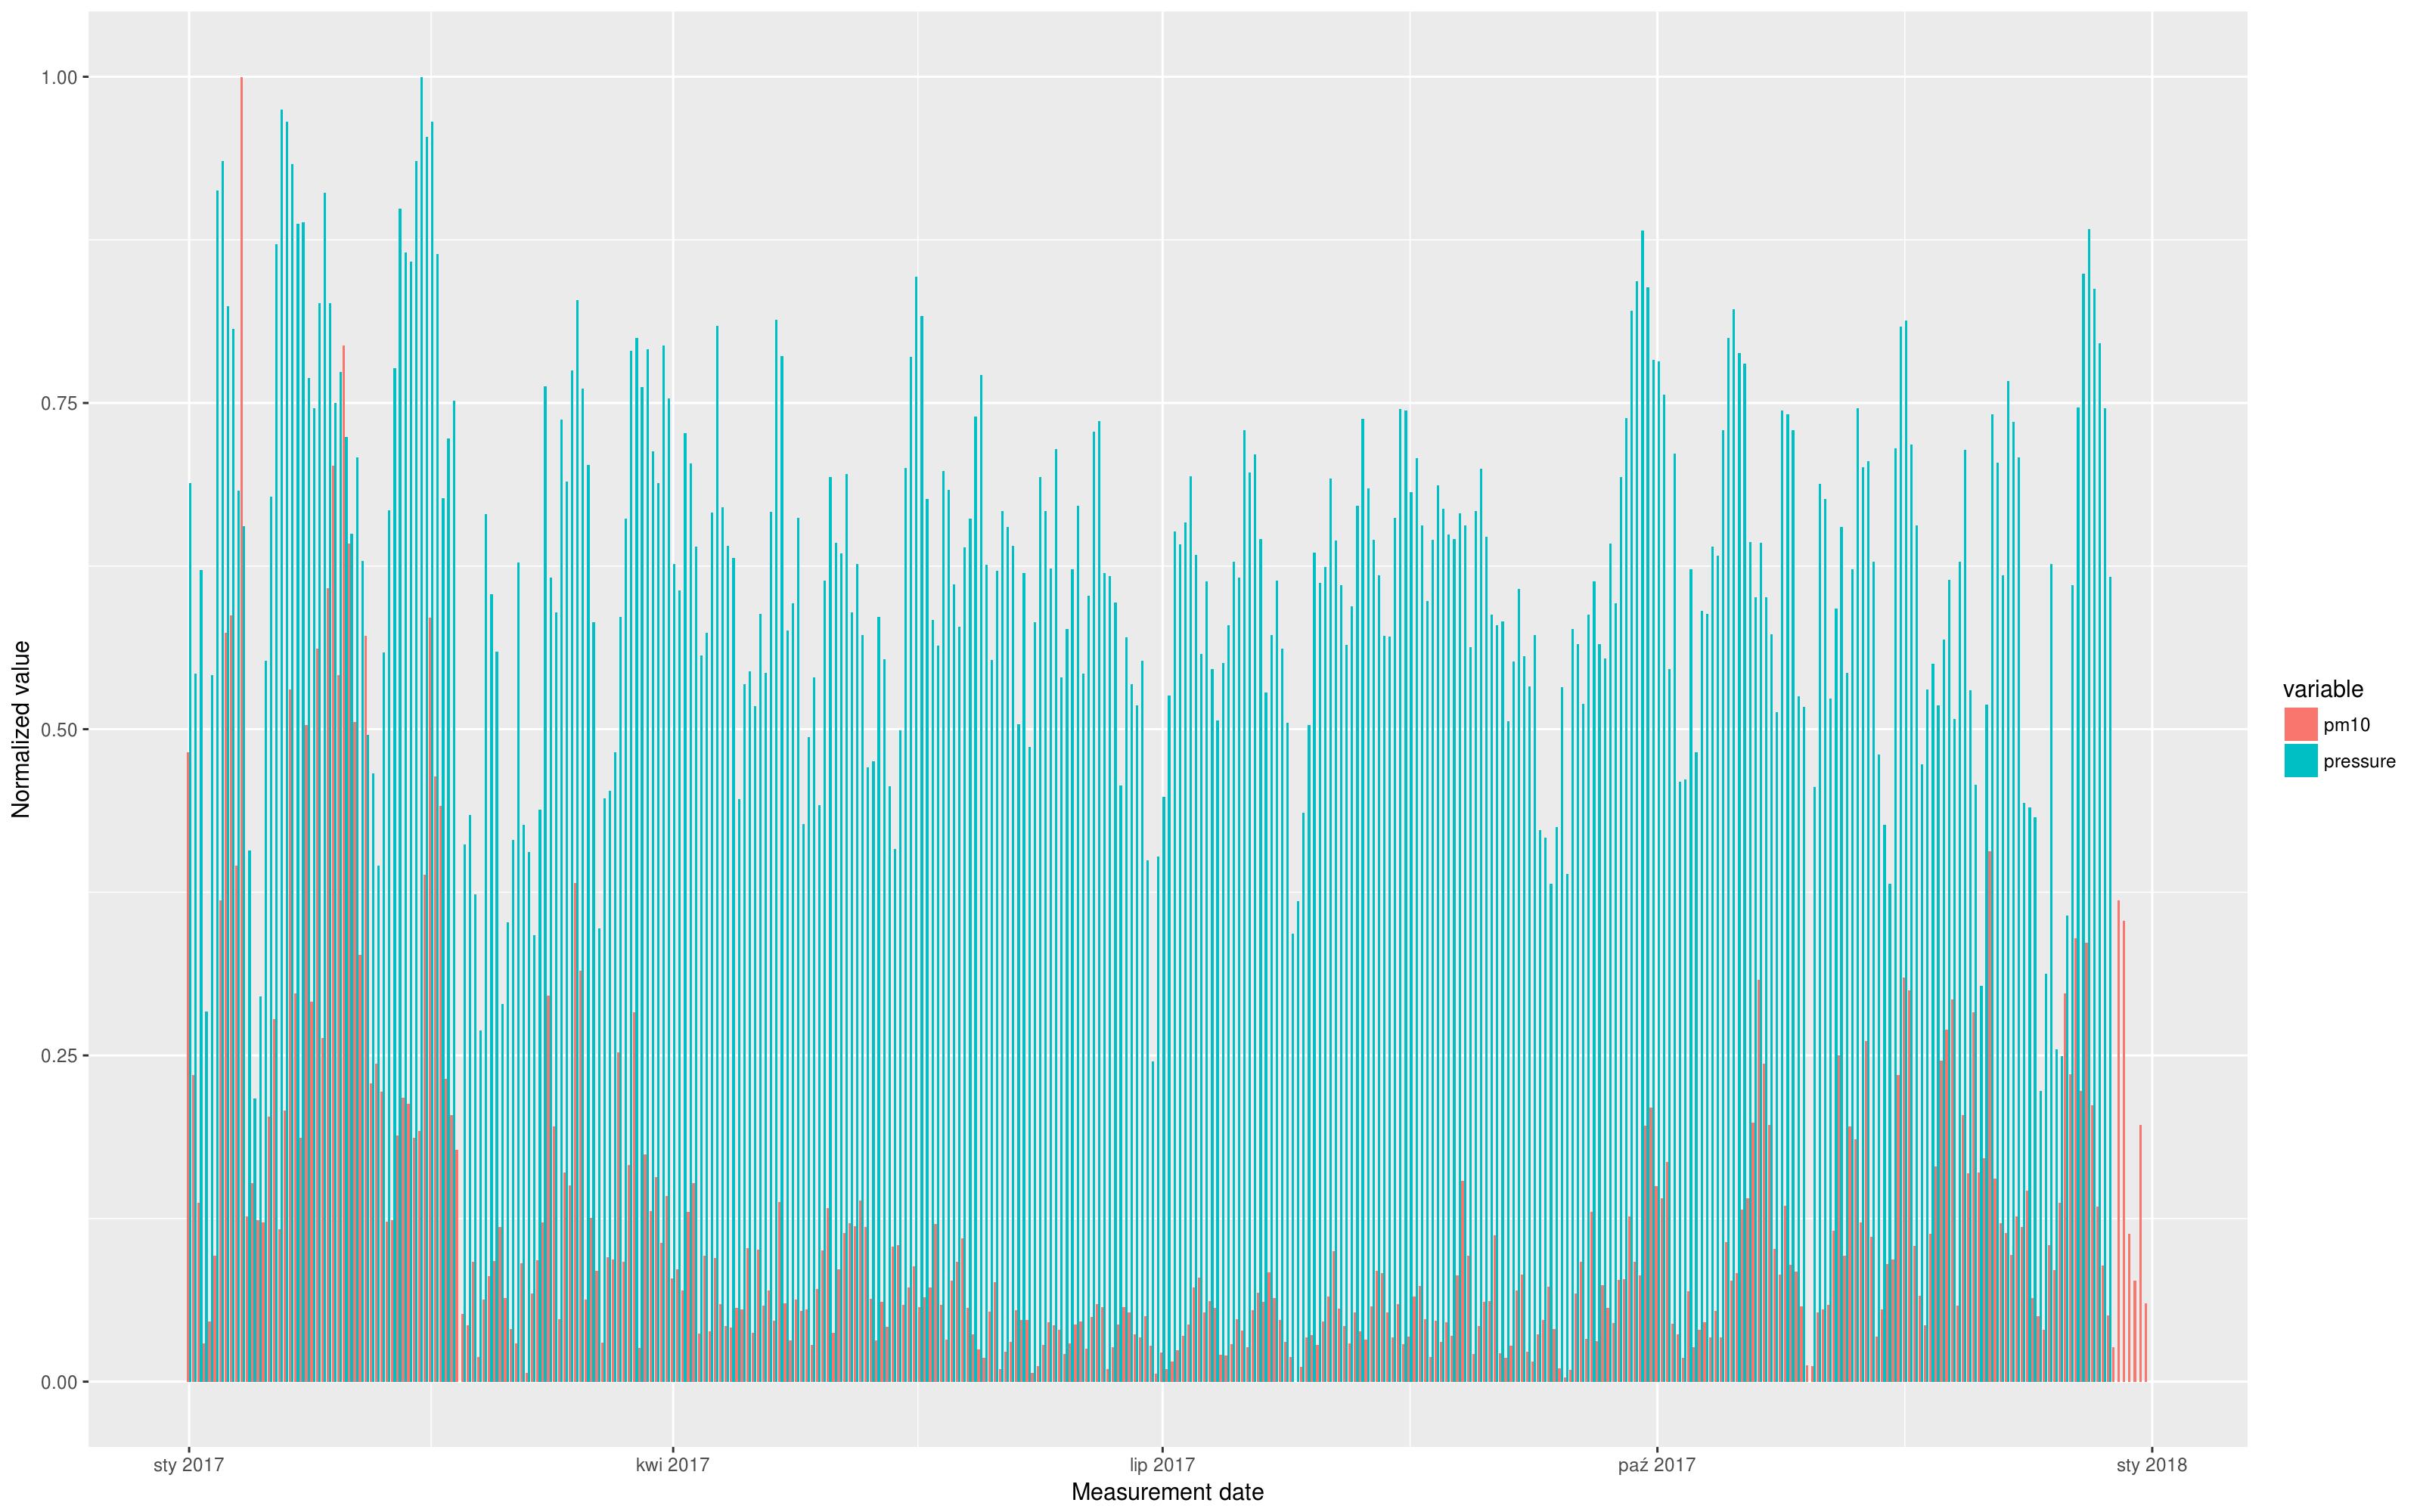 1.00
0.75
0.50
0.25
0.00
Normalized value
sty 2017
kwi 2017
lip 2017
paź 2017
sty 2018
Measurement date
variable
pm10
pressure